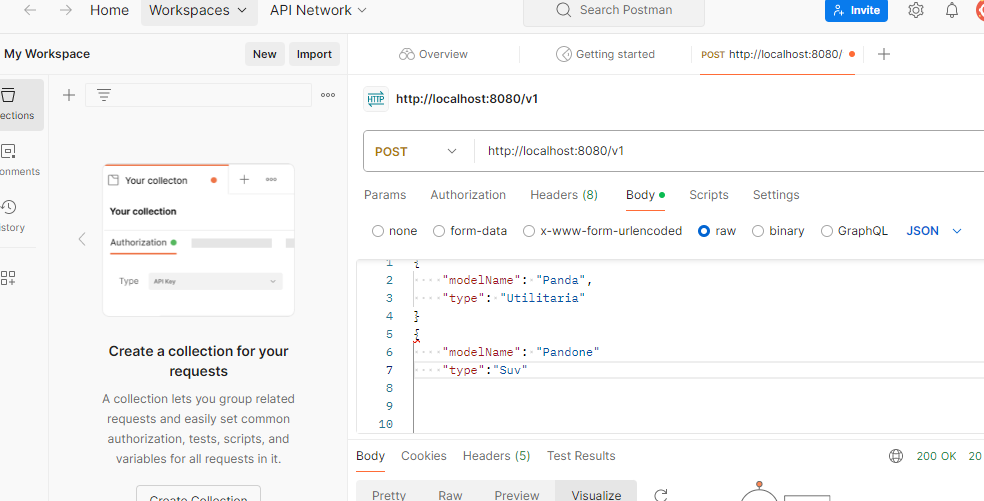 Home Workspaces API Network Search Postman Invite
My Workspace New Import Overview Getting started POST http://localhost:8080/
ections
HTTP http://localhost:8080/v1
POST http://localhost:8080/v1
onments
Params Authorization Headers (8) Body Scripts Settings
story
none form-data x-www-form-urlencoded raw binary GraphQL JSON
Your collecton
Your collection
Authorization
Type API Key
1 {
2 "modelName": "Panda",
3 "type": "Utilitaria"
4 }
5 {
6 "modelName": "Pandone"
7 "type":"Suv"
8
9
10
Create a collection for your
requests
A collection lets you group related
requests and easily set common
authorization, tests, scripts, and
variables for all requests in it.
Create Collection
Body Cookies Headers (5) Test Results 200 OK 20
Pretty Raw Preview Visualize